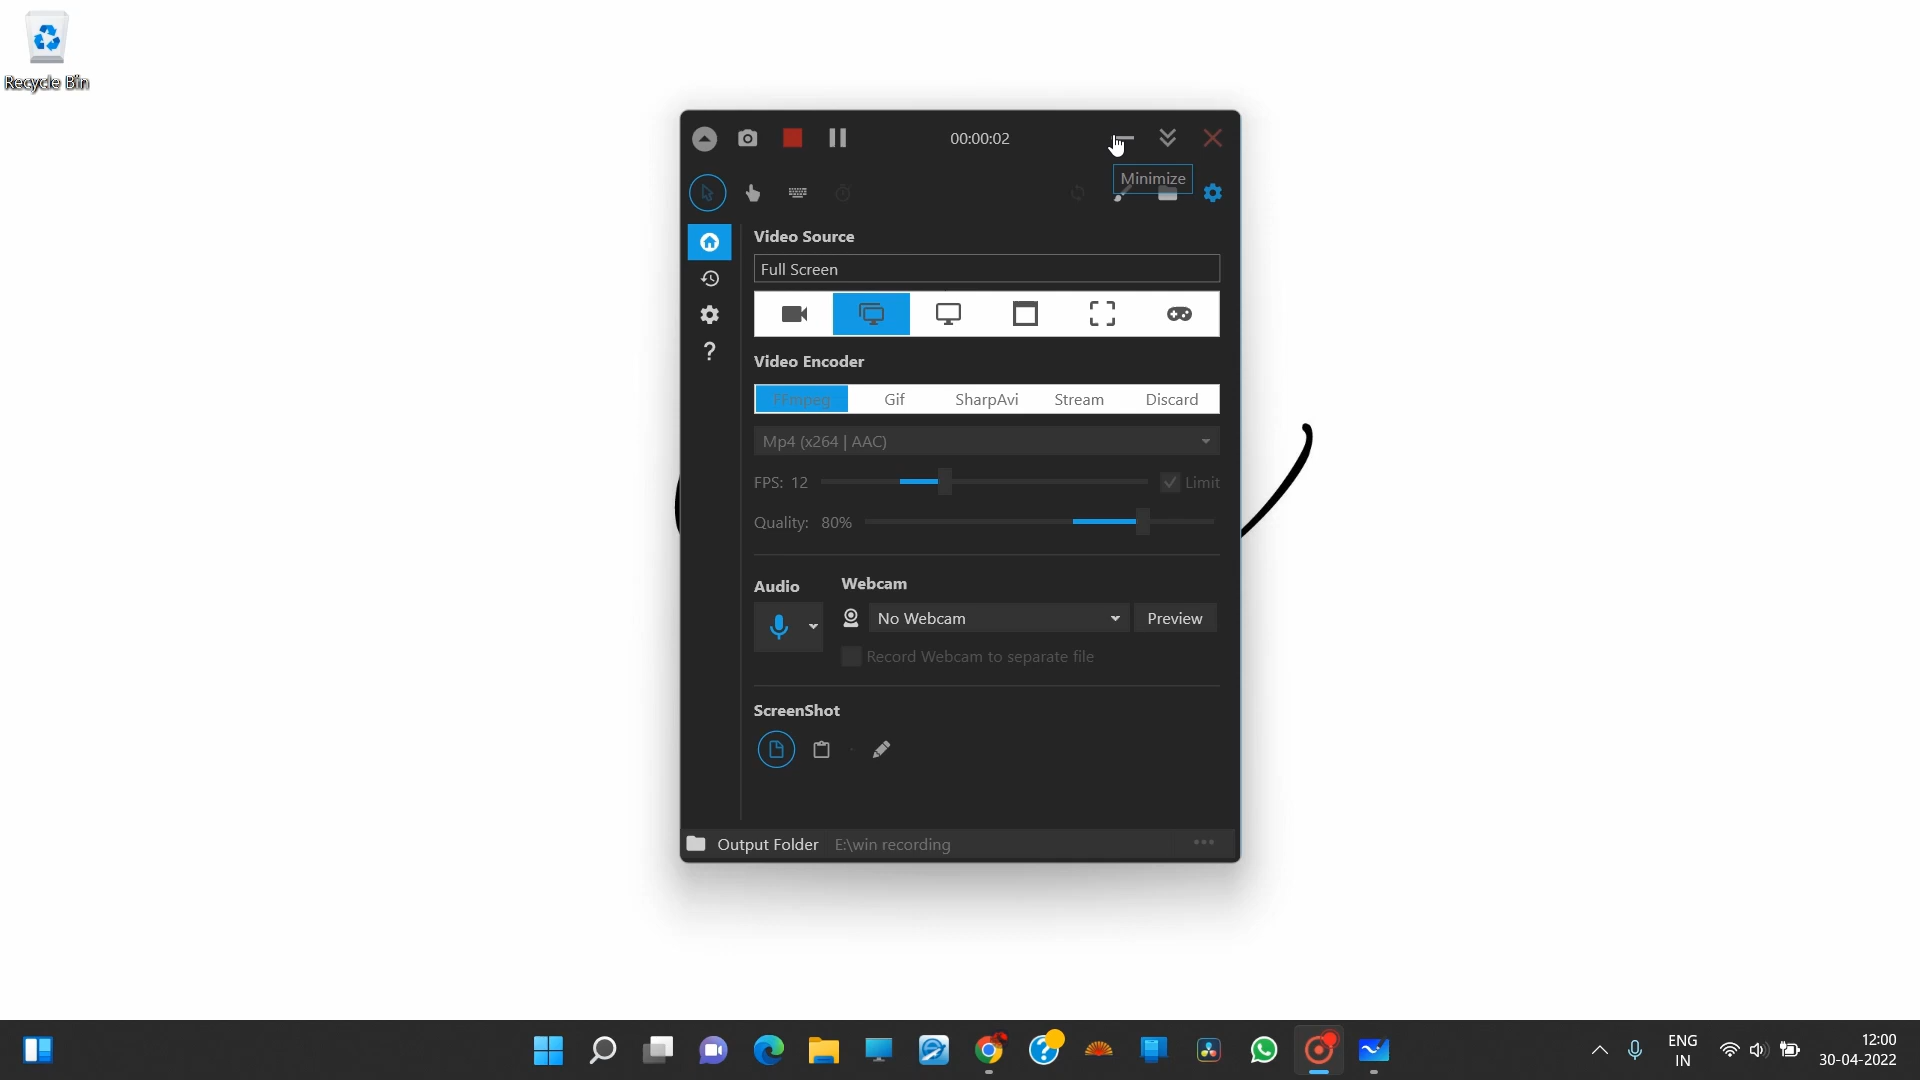 Recycle Bin
00:00:02
Minimize
Video Source
Full Screen
Video Encoder
FFmpeg Gif SharpAvi Stream Discard
Mp4 (x264 | AAC)
FPS: 12 Limit
Quality: 80%
Audio Webcam
No Webcam Preview
Record Webcam to separate file
ScreenShot
Output Folder E:\win recording
ENG 12:00
IN 30-04-2022